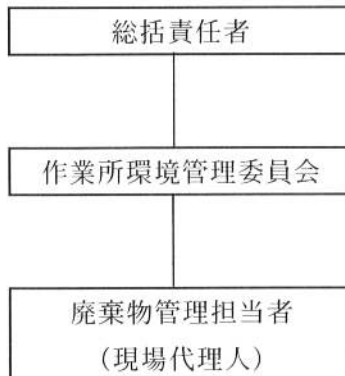 総括責任者
作業所環境管理委員会
廃棄物管理担当者
(現場代理人)